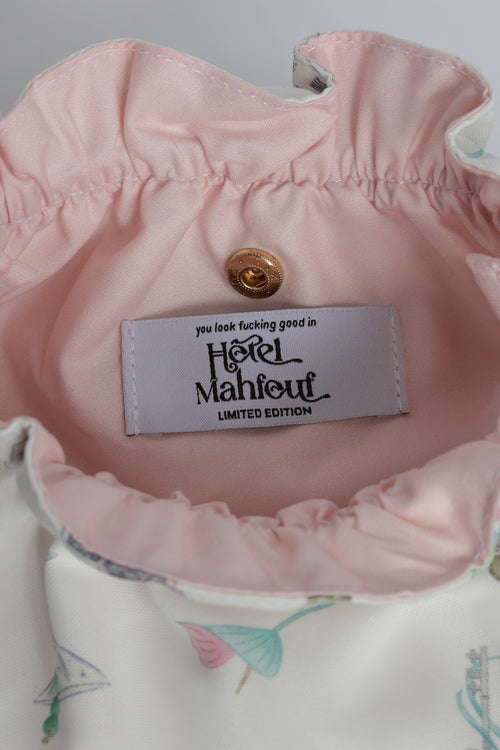 you look fucking good in
Hôtel
Mahfouf
LIMITED EDITION